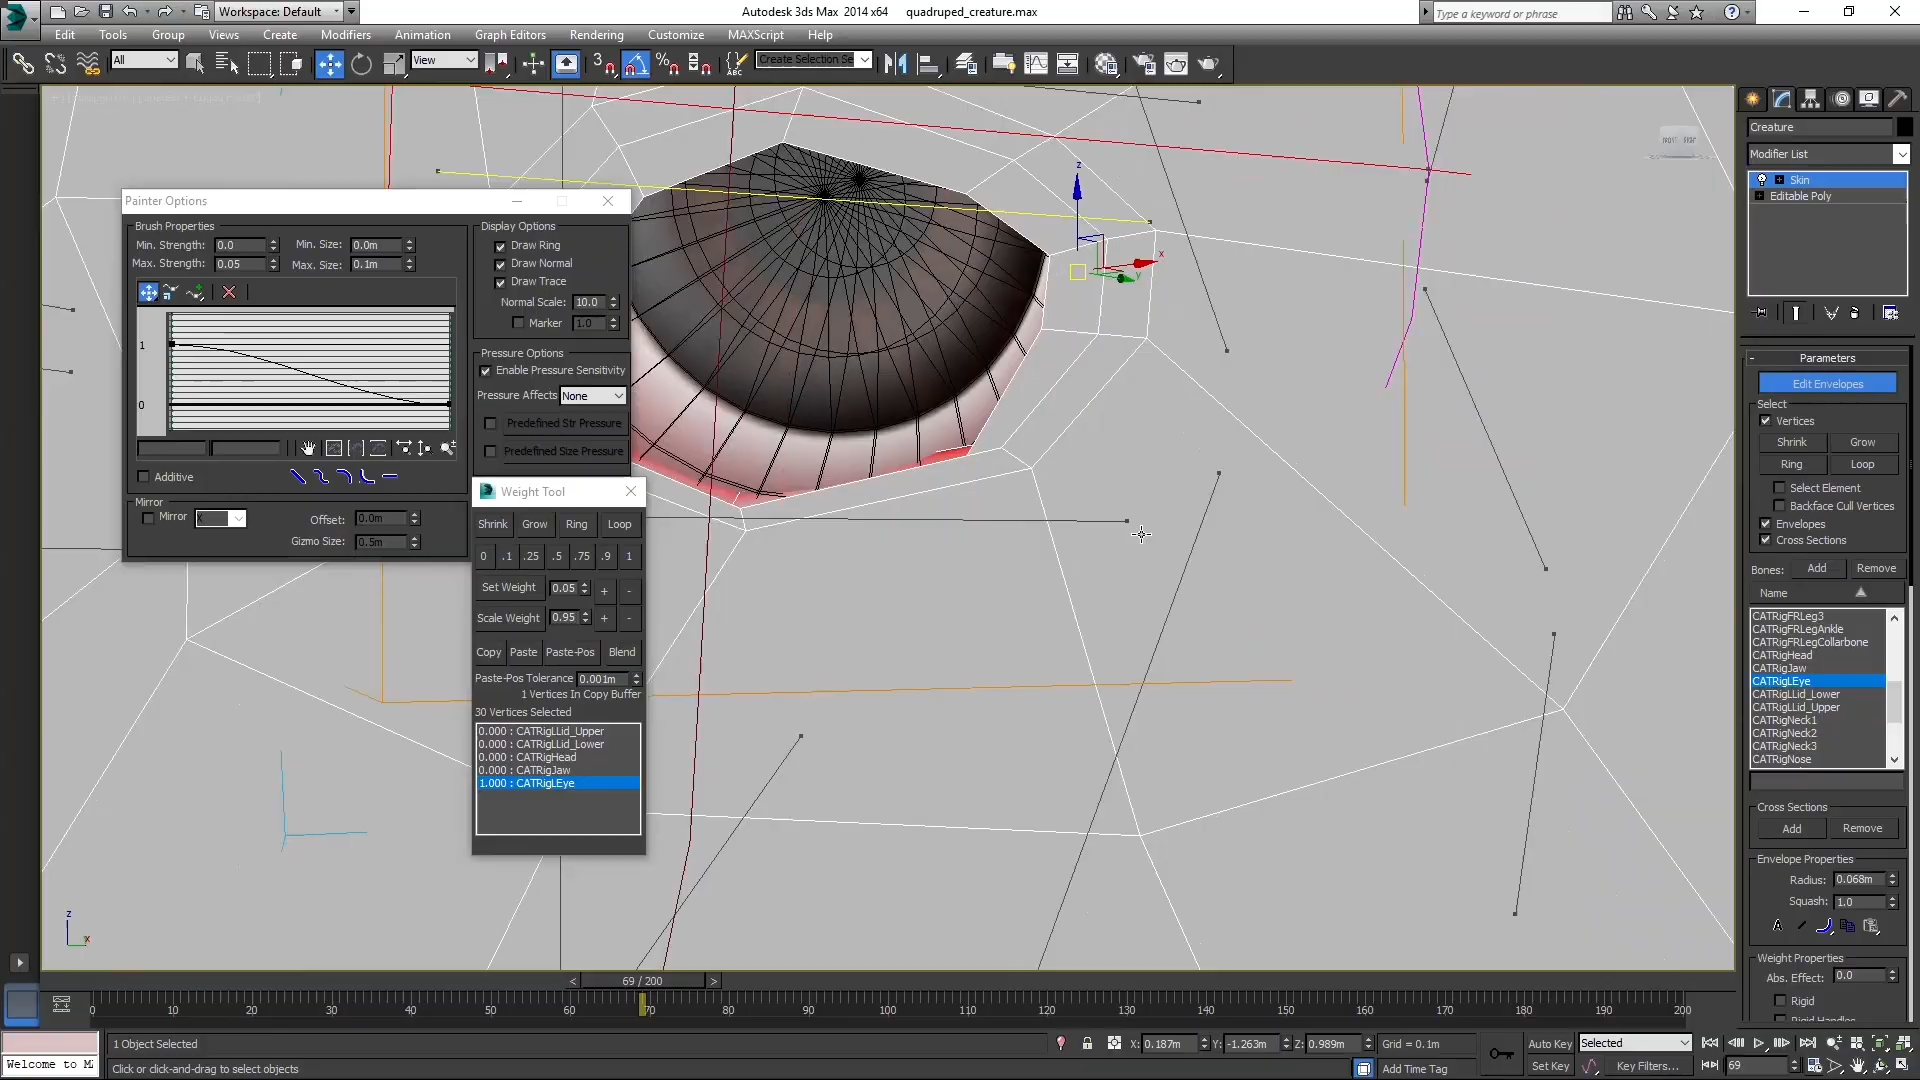 Workspace: Default
Autodesk 3ds Max 2014 x64 quadruped_creature.max
Type a keyword or phrase
Edit Tools Group Views Create Modifiers Animation Graph Editors Rendering Customize MAXScript Help
All View Create Selection Se
Painter Options
Brush Properties
Min. Strength: 0.0 Min. Size: 0.0m
Max. Strength: 0.05 Max. Size: 0.1m
1
0
Additive
Mirror
Mirror X Offset: 0.0m
Gizmo Size: 0.5m
Display Options
Draw Ring
Draw Normal
Draw Trace
Normal Scale: 10.0
Marker 1.0
Pressure Options
Enable Pressure Sensitivity
Pressure Affects None
Predefined Str Pressure
Predefined Size Pressure
Weight Tool
Shrink Grow Ring Loop
0 .1 .25 .5 .75 .9 1
Set Weight 0.05 + -
Scale Weight 0.95 + -
Copy Paste Paste-Pos Blend
Paste-Pos Tolerance 0.001m
1 Vertices In Copy Buffer
30 Vertices Selected
0.000 : CATRigLLid_Upper
0.000 : CATRigLLid_Lower
0.000 : CATRigHead
0.000 : CATRigJaw
1.000 : CATRigLEye
z
x
y
z
x
Creature
Modifier List
Skin
Editable Poly
- Parameters
Edit Envelopes
Select
Vertices
Shrink Grow
Ring Loop
Select Element
Backface Cull Vertices
Envelopes
Cross Sections
Bones: Add Remove
Name
CATRigFRLeg3
CATRigFRLegAnkle
CATRigFRLegCollarbone
CATRigHead
CATRigJaw
CATRigLEye
CATRigLLid_Lower
CATRigLLid_Upper
CATRigNeck1
CATRigNeck2
CATRigNeck3
CATRigNose
Cross Sections
Add Remove
Envelope Properties
Radius: 0.068m
Squash: 1.0
A
Weight Properties
Abs. Effect: 0.0
Rigid
Rigid Handles
< 69 / 200 >
0 10 20 30 40 50 60 70 80 90 100 110 120 130 140 150 160 170 180 190 200
1 Object Selected X: 0.187m Y: -1.263m Z: 0.989m Grid = 0.1m Auto Key Selected
Welcome to M Click or click-and-drag to select objects Add Time Tag Set Key Key Filters... 69